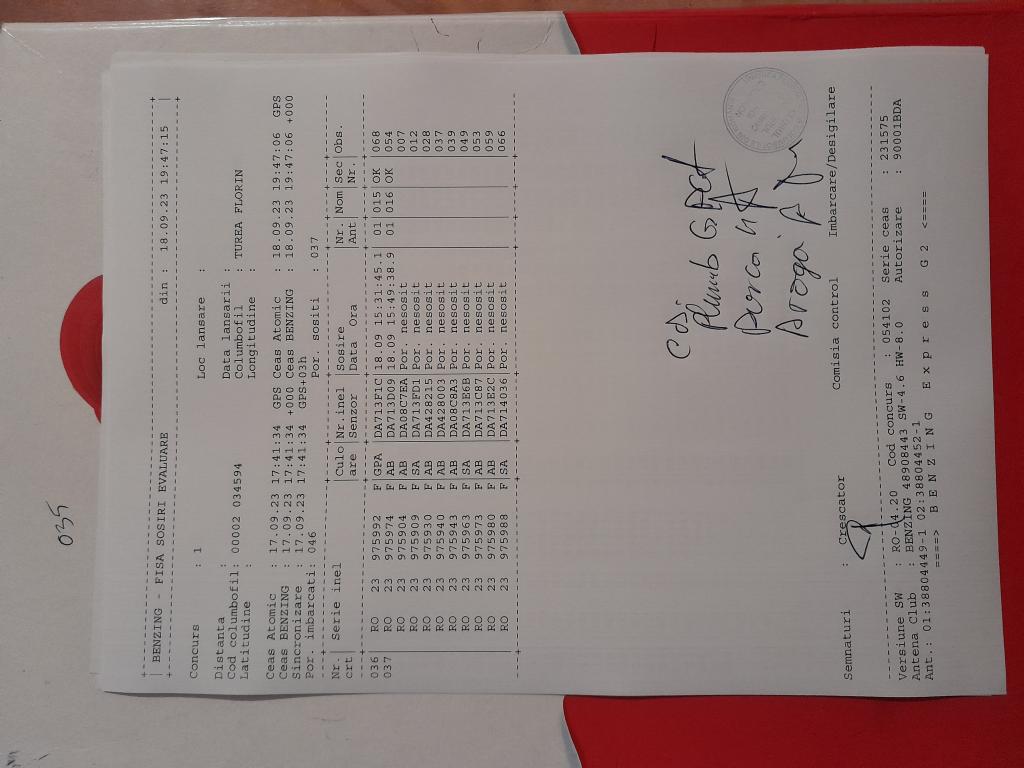 035
| BENZING - FISA SOSIRI EVALUARE din : 18.09.23 19:47:15 |
Concurs : 1 Loc lansare :
Distanta Data lansarii :
Cod columbofil: 00002 034594 Columbofil : TUREA FLORIN
Latitudine : Longitudine :
Ceas Atomic : 17.09.23 17:41:34 GPS Ceas Atomic : 18.09.23 19:47:06 GPS
Ceas BENZING : 17.09.23 17:41:34 +000 Ceas BENZING : 18.09.23 19:47:06 +000
Sincronizare : 17.09.23 17:41:34 GPS+03h
Por. imbarcati: 046 Por. sositi : 037
Nr. | Serie inel |Culo|Nr.inel |Sosire |Nr. |Nom|Sec|Obs.
crt | |are |Senzor |Data Ora |Ant | |Nr.|
036 RO 23 975992 F GPA DA713F1C 18.09 15:31:45.1 01 015 OK 068
037 RO 23 975974 F AB DA713D09 18.09 15:49:38.9 01 016 OK 054
RO 23 975904 F AB DA08C7EA Por. nesosit 007
RO 23 975909 F SA DA713FD1 Por. nesosit 012
RO 23 975930 F AB DA428215 Por. nesosit 028
RO 23 975940 F AB DA428003 Por. nesosit 037
RO 23 975943 F AB DA08C8A3 Por. nesosit 039
RO 23 975963 F SA DA713E6B Por. nesosit 049
RO 23 975973 F AB DA713C87 Por. nesosit 053
RO 23 975980 F AB DA713E2C Por. nesosit 059
RO 23 975988 F SA DA714036 Por. nesosit 066
Plumb
Semnaturi : Crescator Comisia control Imbarcare/Desigilare
Versiune SW : RO-04.20 Cod concurs : 054102 Serie ceas : 231575
Antena Club : BENZING 48908443 SW-4.6 HW-8.0 Autorizare : 90001BDA
Ant.: 01:38804449-1 02:38804452-1
====> B E N Z I N G E x p r e s s G 2 <====